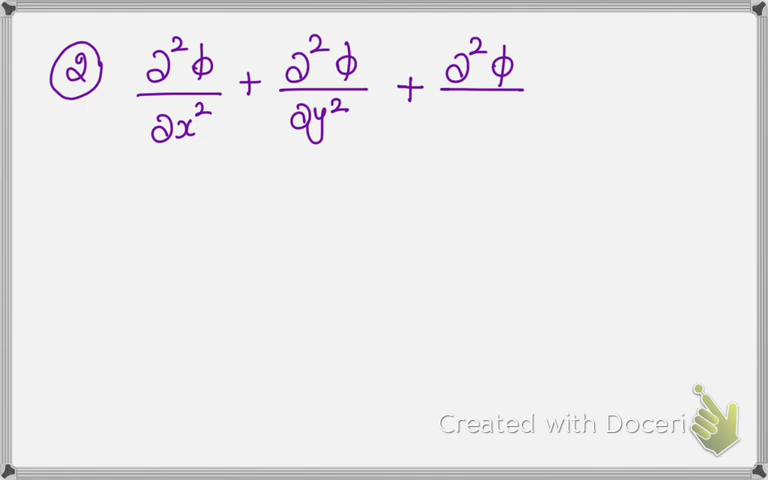 ② ∂²ϕ/∂x² + ∂²ϕ/∂y² + ∂²ϕ/
Created with Doceri